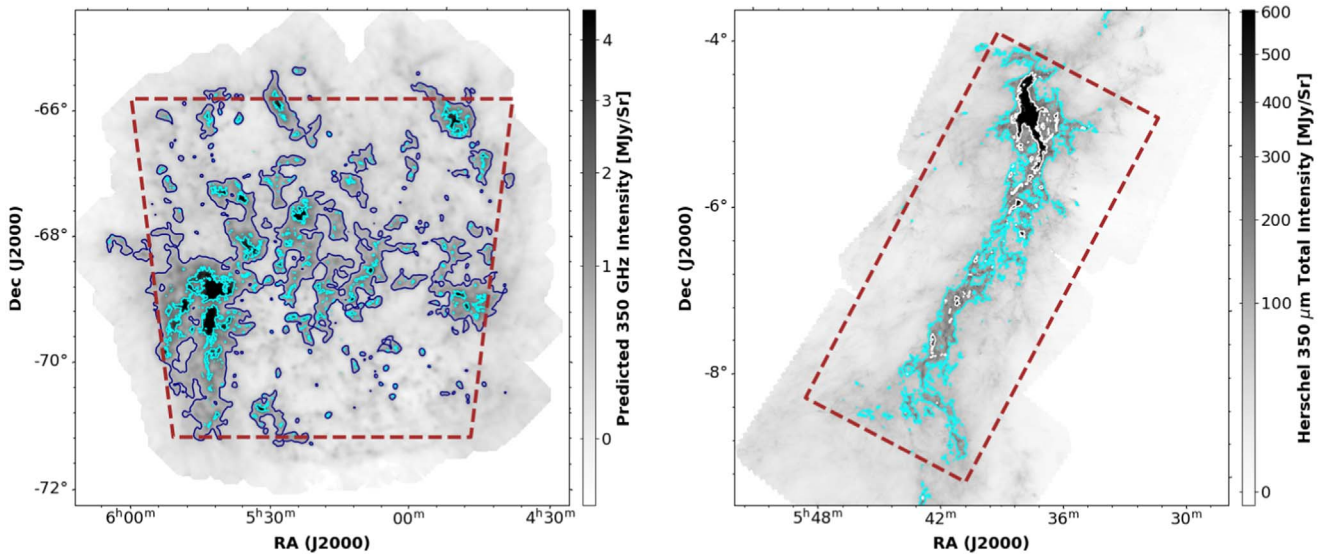 -66°
-68°
-70°
-72°
Dec (J2000)
6ʰ00ᵐ
5ʰ30ᵐ
00ᵐ
4ʰ30ᵐ
RA (J2000)
4
3
2
1
0
Predicted 350 GHz Intensity [MJy/Sr]
-4°
-6°
-8°
Dec (J2000)
5ʰ48ᵐ
42ᵐ
36ᵐ
30ᵐ
RA (J2000)
600
500
400
300
200
100
0
Herschel 350 μm Total Intensity [MJy/Sr]